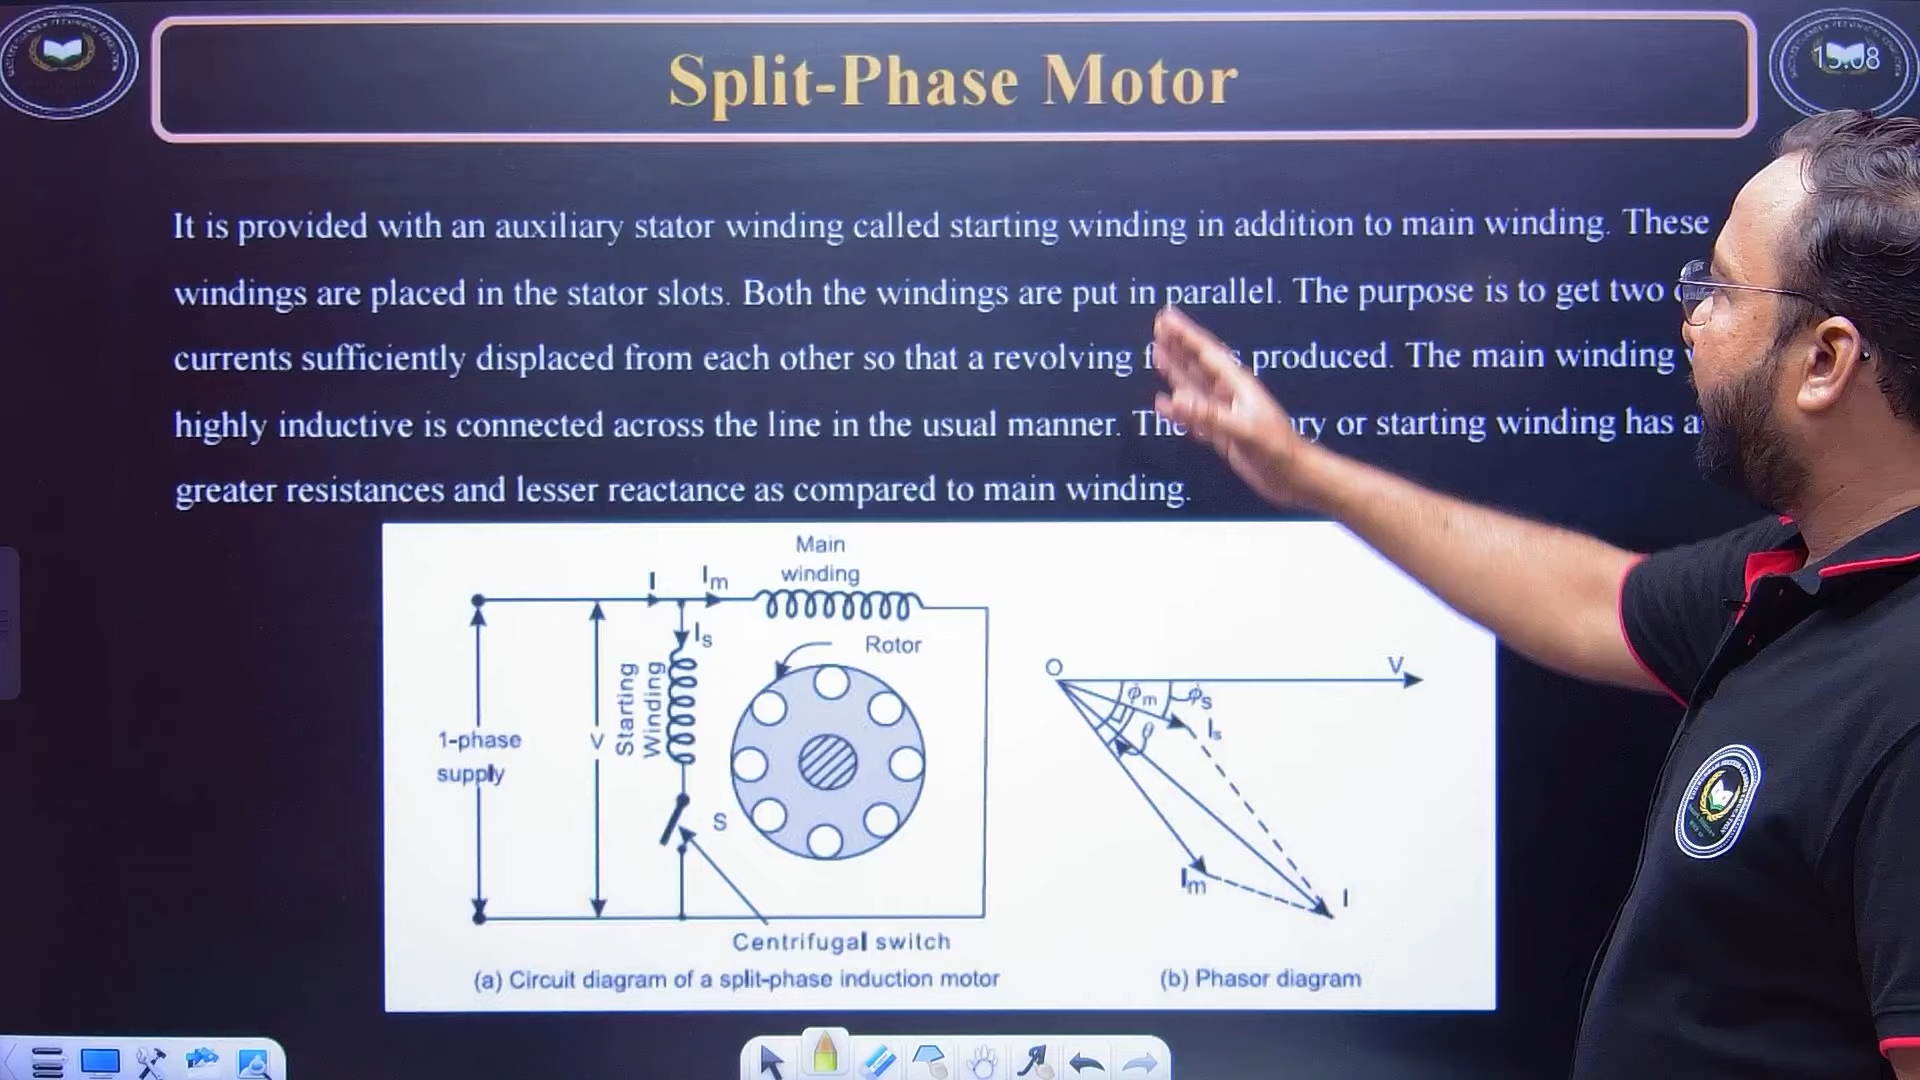 15:08
Split-Phase Motor
It is provided with an auxiliary stator winding called starting winding in addition to main winding. These
windings are placed in the stator slots. Both the windings are put in parallel. The purpose is to get two
currents sufficiently displaced from each other so that a revolving produced. The main winding
highly inductive is connected across the line in the usual manner. The or starting winding has a
greater resistances and lesser reactance as compared to main winding.
Main
winding
I
Im
Is
Rotor
Starting
Winding
1-phase
supply
V
S
Centrifugal switch
(a) Circuit diagram of a split-phase induction motor
O
V
ϕm
ϕs
Is
θ
Im
I
(b) Phasor diagram